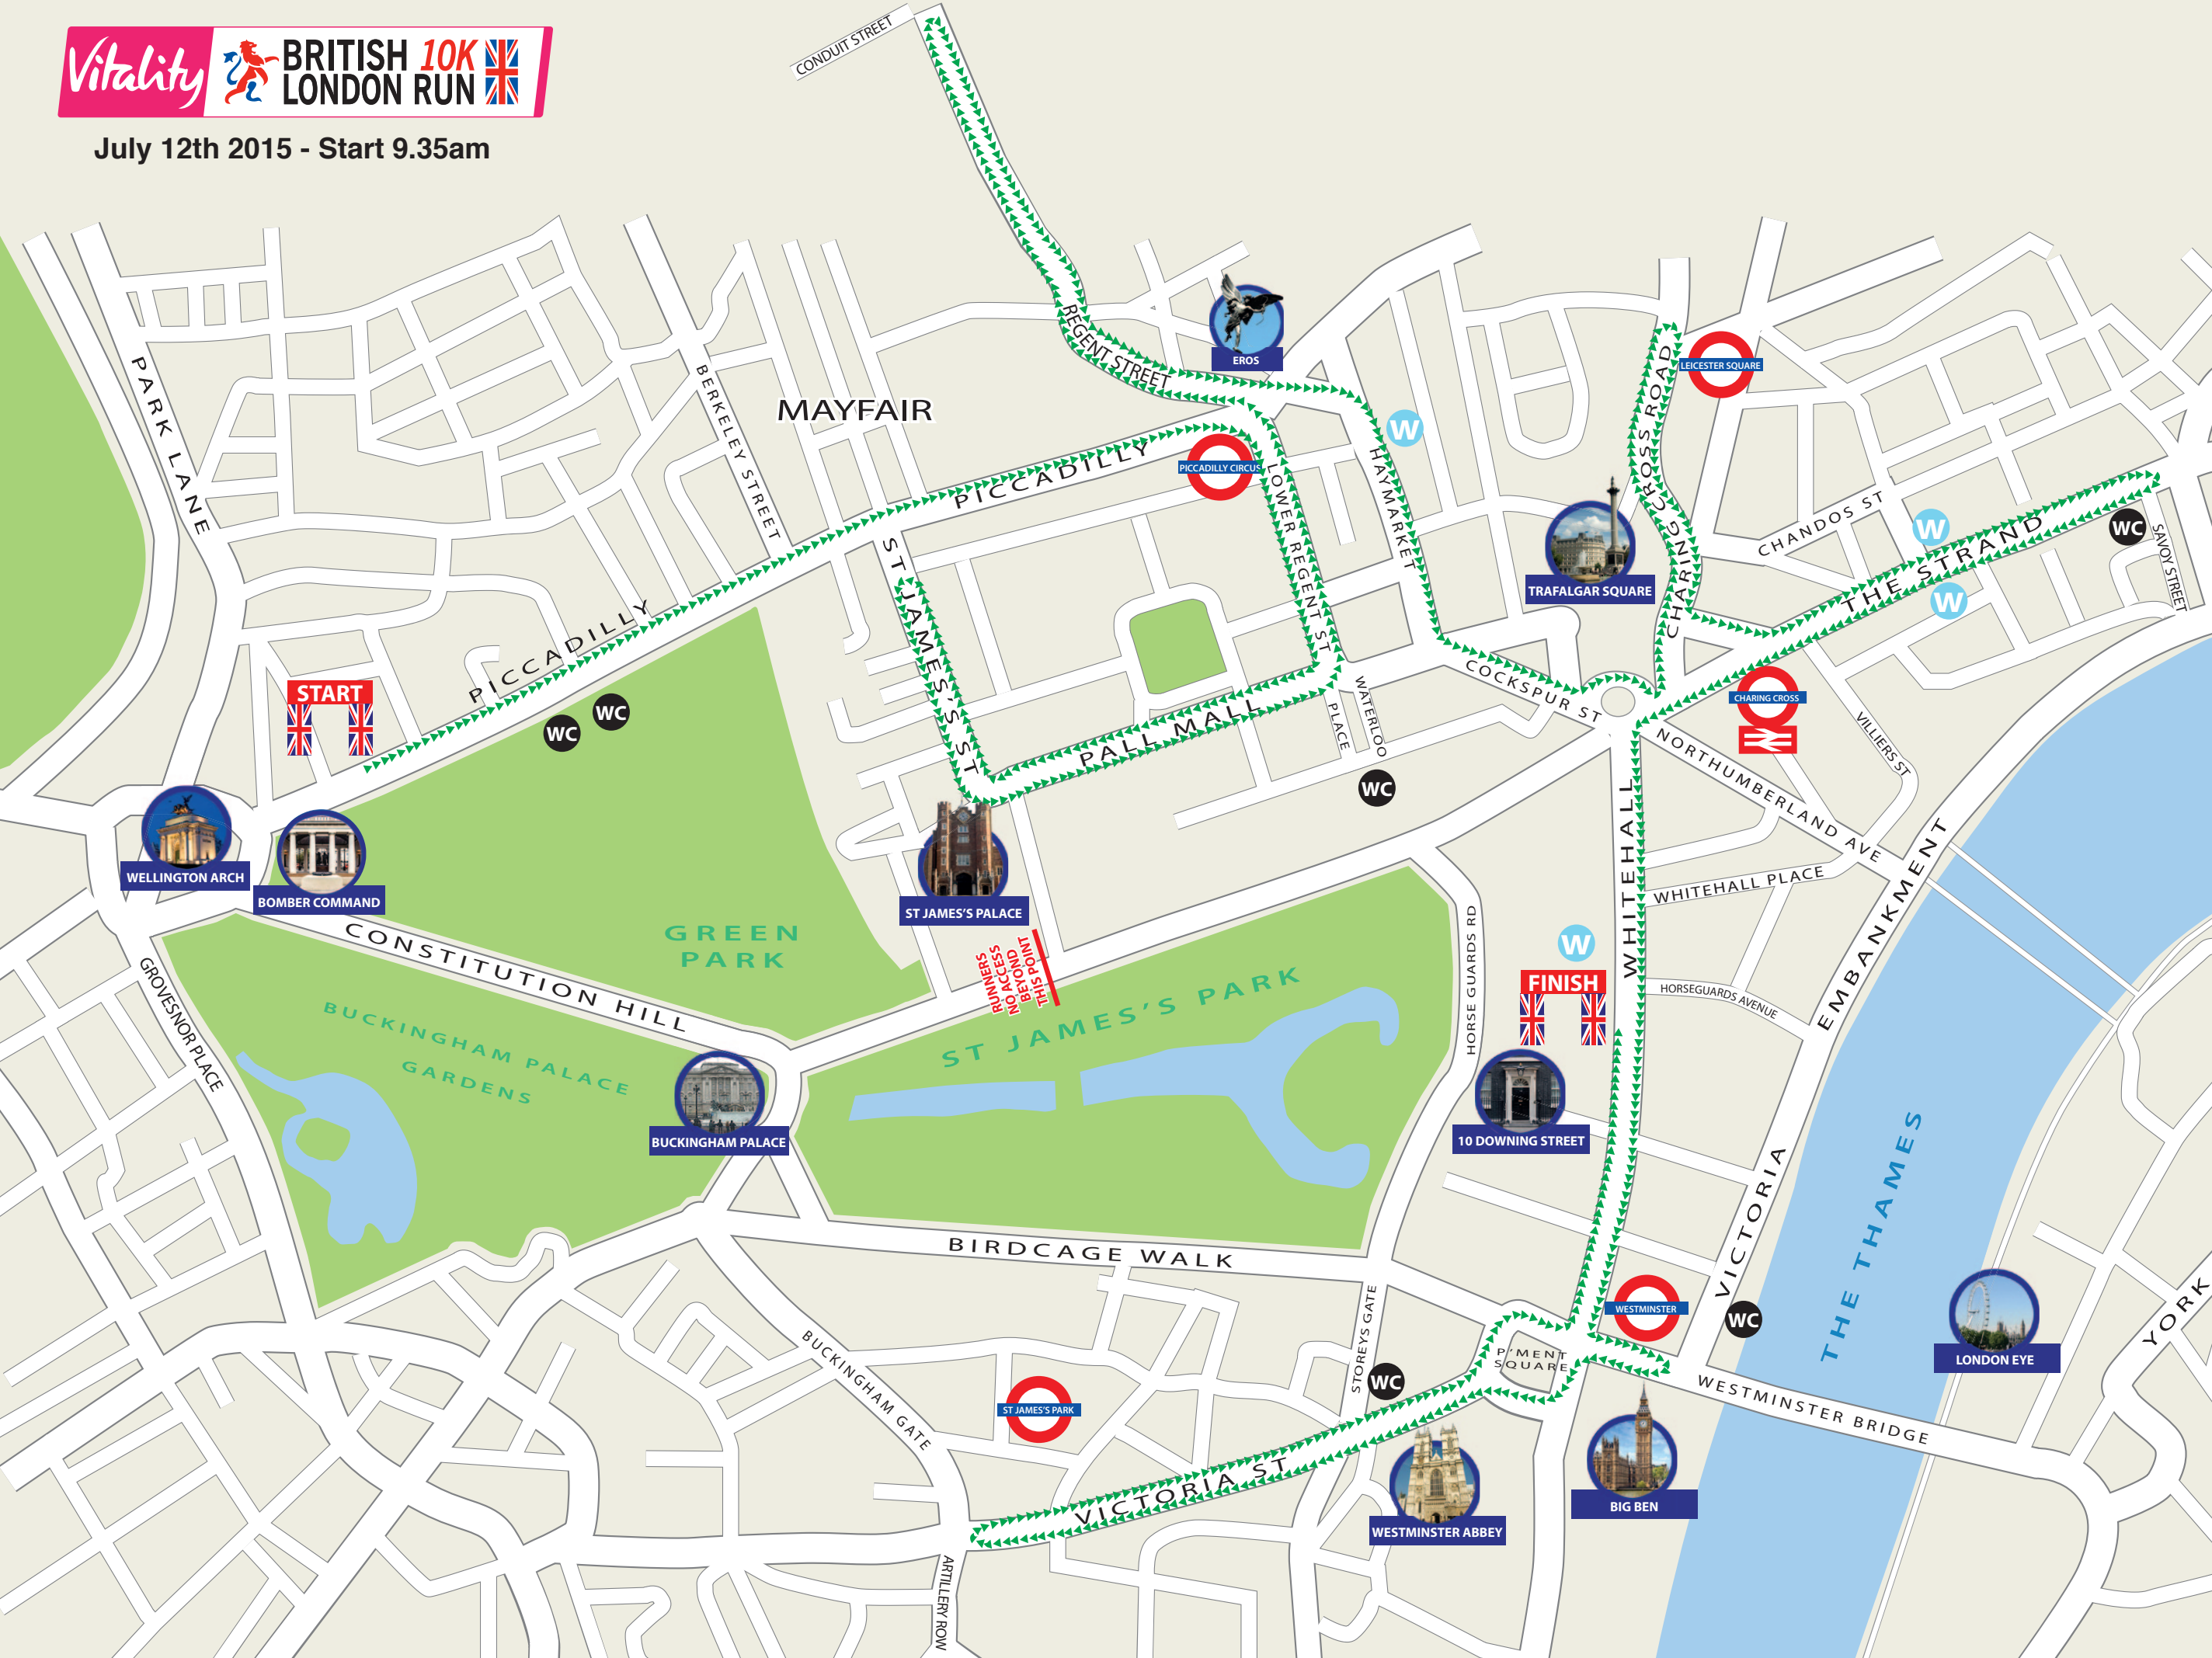 Vitality
BRITISH 10K
LONDON RUN
July 12th 2015 - Start 9.35am
CONDUIT STREET
REGENT STREET
EROS
PARK LANE
BERKELEY STREET
MAYFAIR
LEICESTER SQUARE
PICCADILLY
PICCADILLY CIRCUS
W
HAYMARKET
LOWER REGENT ST
CHARING CROSS ROAD
CHANDOS ST
W
THE STRAND
W
WC
SAVOY STREET
TRAFALGAR SQUARE
ST JAMES'S ST
PICCADILLY
START
WC
WC
PALL MALL
WATERLOO
PLACE
COCKSPUR ST
CHARING CROSS
VILLIERS ST
NORTHUMBERLAND AVE
WC
WELLINGTON ARCH
BOMBER COMMAND
ST JAMES'S PALACE
WHITEHALL
WHITEHALL PLACE
EMBANKMENT
GREEN
PARK
CONSTITUTION HILL
GROVESNOR PLACE
RUNNERS
NO ACCESS
BEYOND
THIS POINT
HORSE GUARDS RD
W
FINISH
HORSEGUARDS AVENUE
BUCKINGHAM PALACE
GARDENS
ST JAMES'S PARK
BUCKINGHAM PALACE
10 DOWNING STREET
VICTORIA
THE THAMES
BIRDCAGE WALK
STOREYS GATE
WESTMINSTER
WC
LONDON EYE
YORK
P'MENT
SQUARE
WC
BUCKINGHAM GATE
ST JAMES'S PARK
WESTMINSTER BRIDGE
VICTORIA ST
WESTMINSTER ABBEY
BIG BEN
ARTILLERY ROW